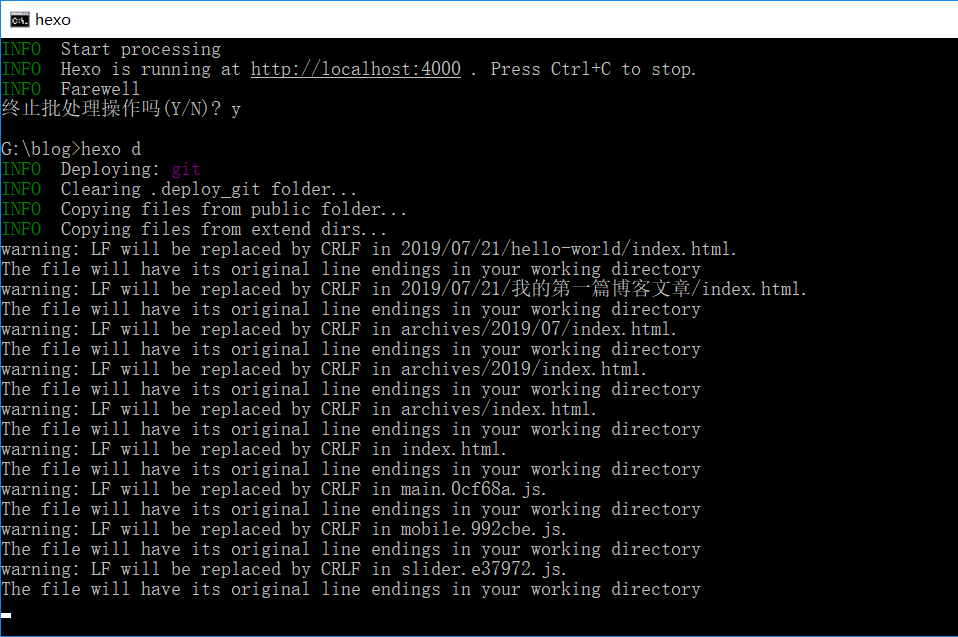 hexo
INFO  Start processing
INFO  Hexo is running at http://localhost:4000 . Press Ctrl+C to stop.
INFO  Farewell
终止批处理操作吗(Y/N)? y
G:\blog>hexo d
INFO  Deploying: git
INFO  Clearing .deploy_git folder...
INFO  Copying files from public folder...
INFO  Copying files from extend dirs...
warning: LF will be replaced by CRLF in 2019/07/21/hello-world/index.html.
The file will have its original line endings in your working directory
warning: LF will be replaced by CRLF in 2019/07/21/我的第一篇博客文章/index.html.
The file will have its original line endings in your working directory
warning: LF will be replaced by CRLF in archives/2019/07/index.html.
The file will have its original line endings in your working directory
warning: LF will be replaced by CRLF in archives/2019/index.html.
The file will have its original line endings in your working directory
warning: LF will be replaced by CRLF in archives/index.html.
The file will have its original line endings in your working directory
warning: LF will be replaced by CRLF in index.html.
The file will have its original line endings in your working directory
warning: LF will be replaced by CRLF in main.0cf68a.js.
The file will have its original line endings in your working directory
warning: LF will be replaced by CRLF in mobile.992cbe.js.
The file will have its original line endings in your working directory
warning: LF will be replaced by CRLF in slider.e37972.js.
The file will have its original line endings in your working directory